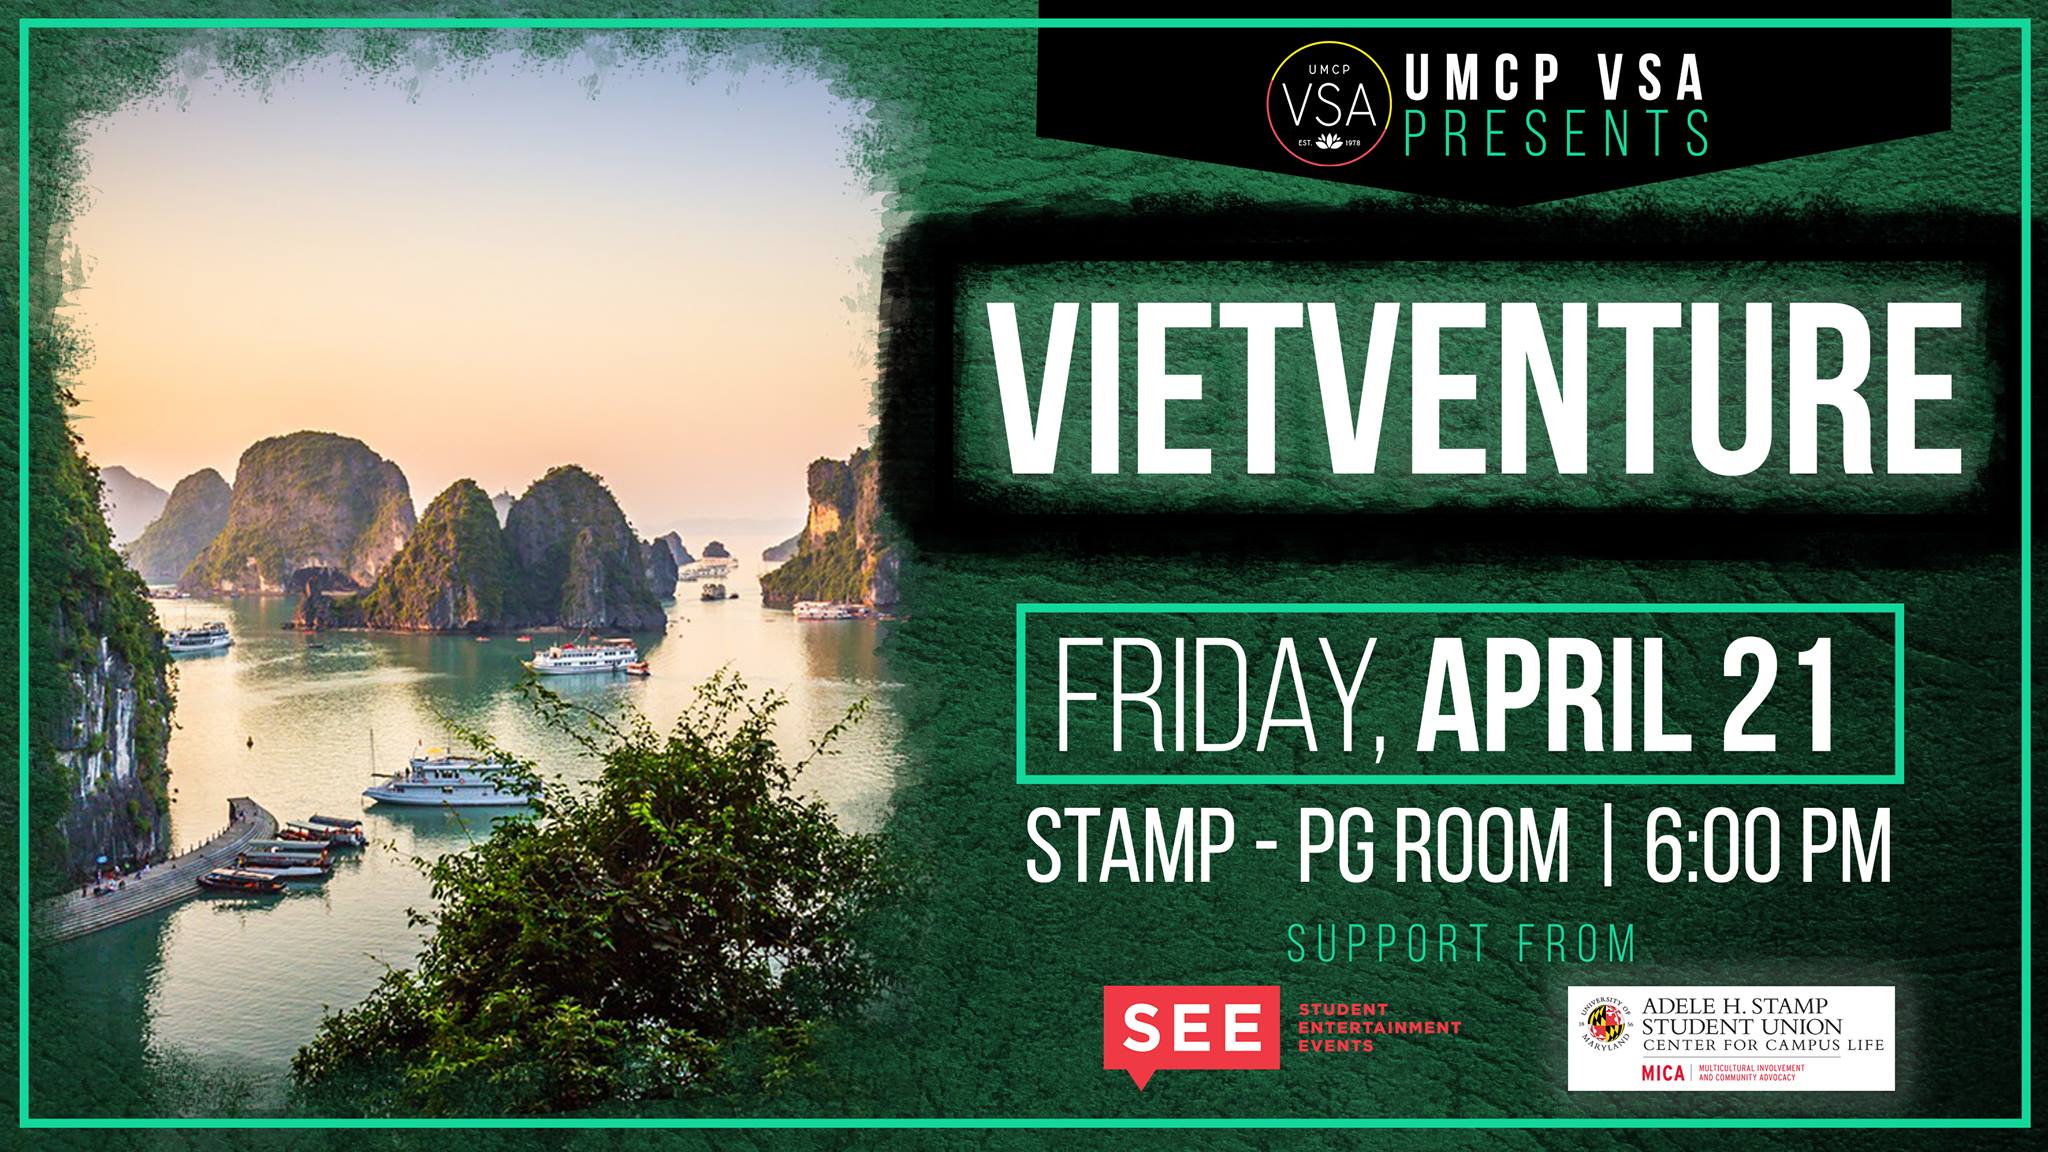 UMCP
VSA
EST. 1978
UMCP VSA
PRESENTS
VIETVENTURE
FRIDAY, APRIL 21
STAMP - PG ROOM | 6:00 PM
SUPPORT FROM
SEE
STUDENT
ENTERTAINMENT
EVENTS
UNIVERSITY OF
18 56
MARYLAND
ADELE H. STAMP
STUDENT UNION
CENTER FOR CAMPUS LIFE
MICA | MULTICULTURAL INVOLVEMENT
AND COMMUNITY ADVOCACY